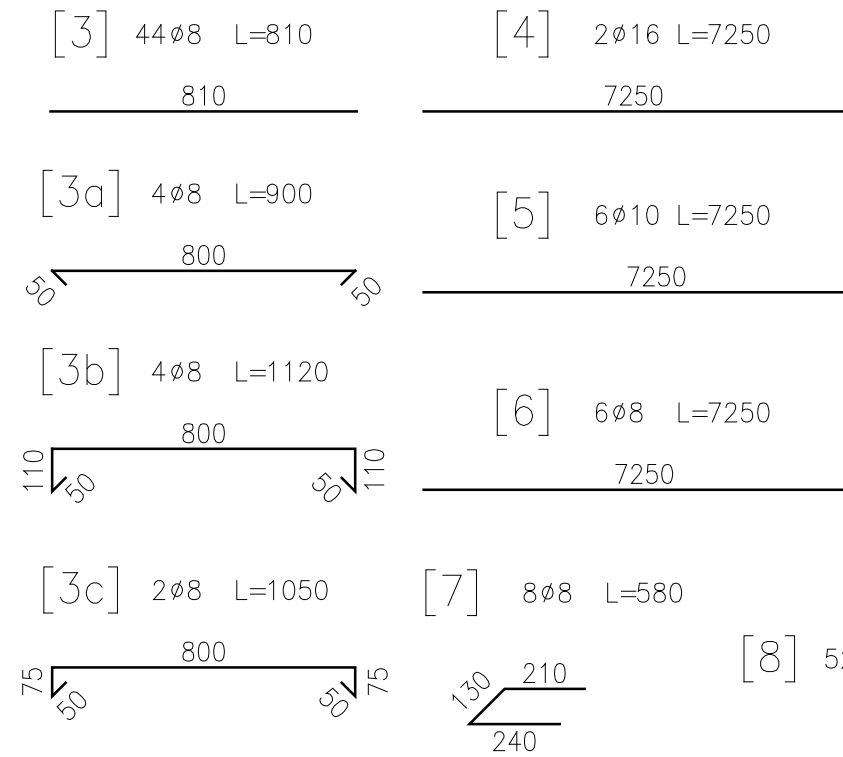 [3] 44ø8 L=810
810
[4] 2ø16 L=7250
7250
[3a] 4ø8 L=900
800
50 50
[5] 6ø10 L=7250
7250
[3b] 4ø8 L=1120
800
110 50 50 110
[6] 6ø8 L=7250
7250
[3c] 2ø8 L=1050
800
75 50 50 75
[7] 8ø8 L=580
130 210
240
[8]